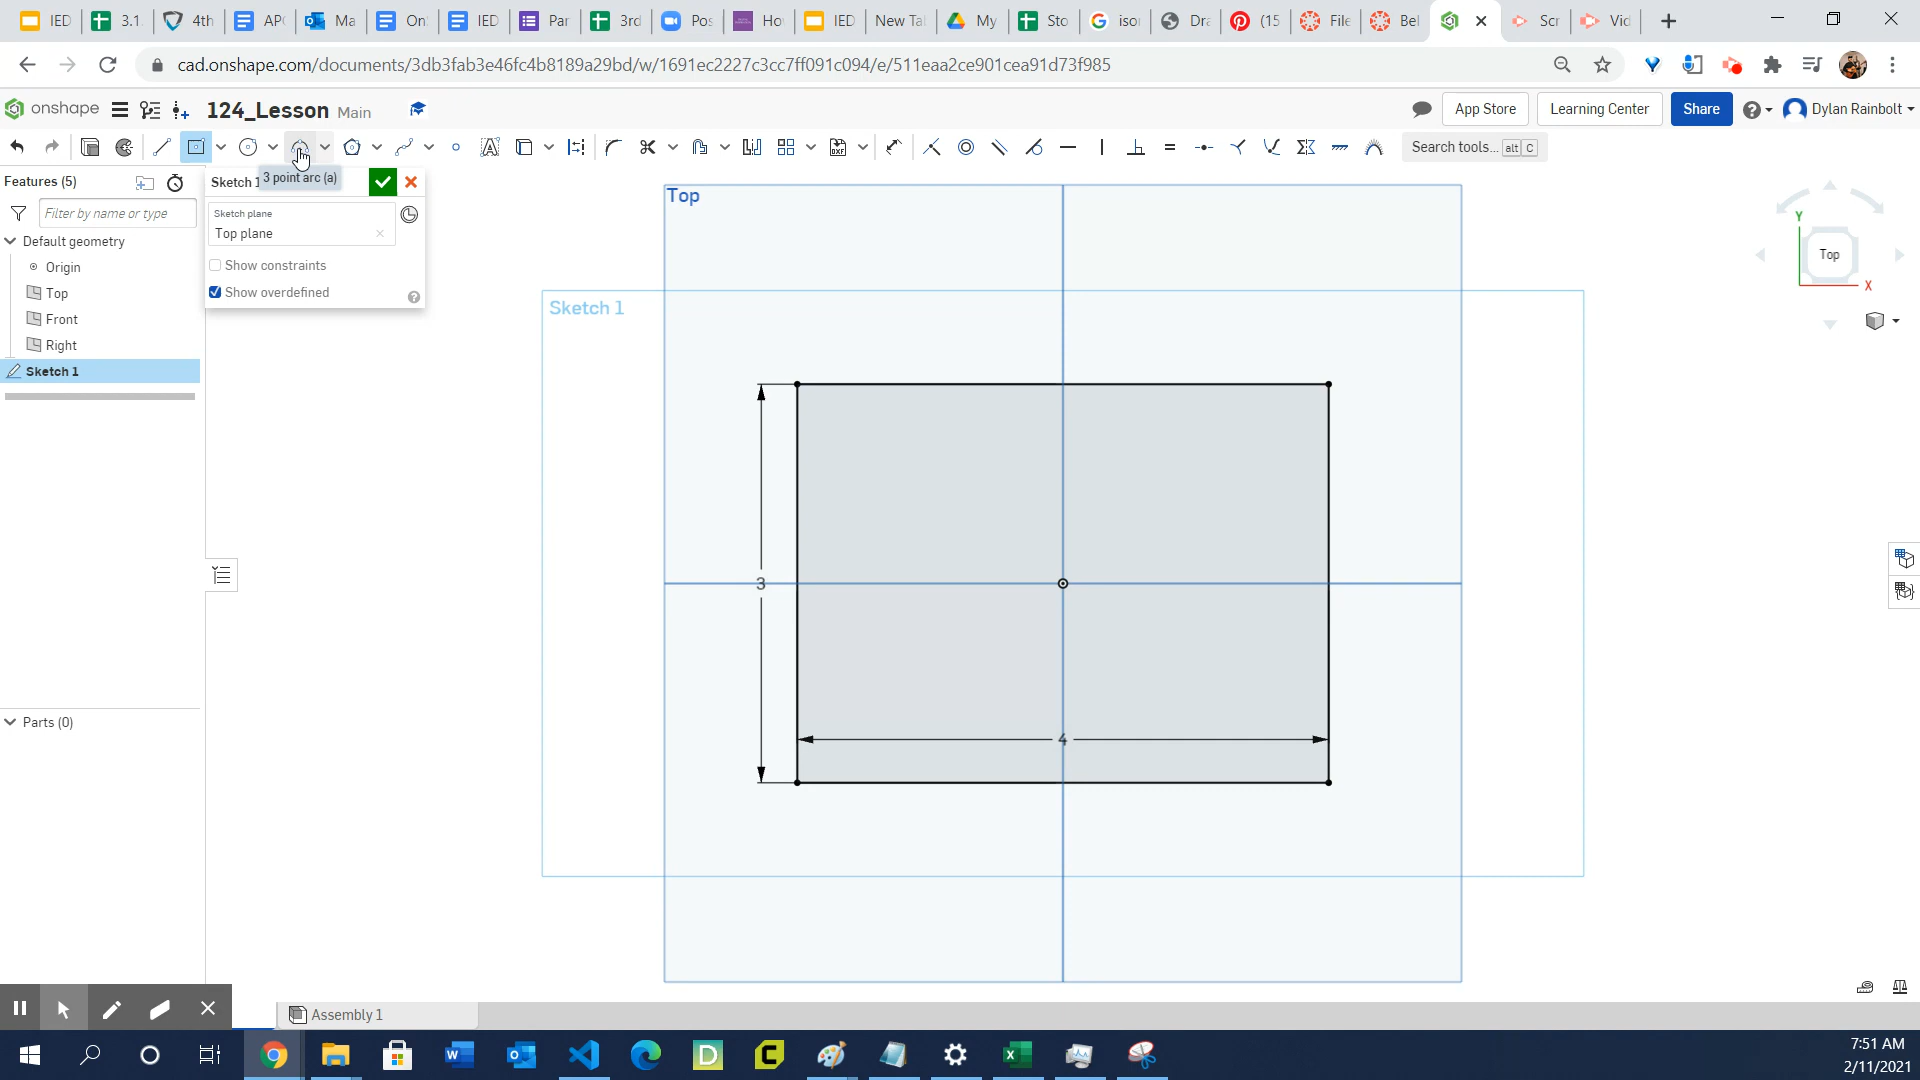 IED
3.1
4th
APC
Ma
On
IED
Par
3rd
Pos
Ho
IED
New Ta
My
Sto
isor
Dra
(15
File
Bel
Scr
Vid
cad.onshape.com/documents/3db3fab3e46fc4b8189a29bd/w/1691ec2227c3cc7ff091c094/e/511eaa2ce901cea91d73f985
onshape
124_Lesson Main
App Store
Learning Center
Share
Dylan Rainbolt
Search tools... alt C
Features (5)
Filter by name or type
Default geometry
Origin
Top
Front
Right
Sketch 1
Parts (0)
Sketch 1
3 point arc (a)
Sketch plane
Top plane
Show constraints
Show overdefined
Top
Sketch 1
3
4
Y
Top
X
Assembly 1
7:51 AM
2/11/2021